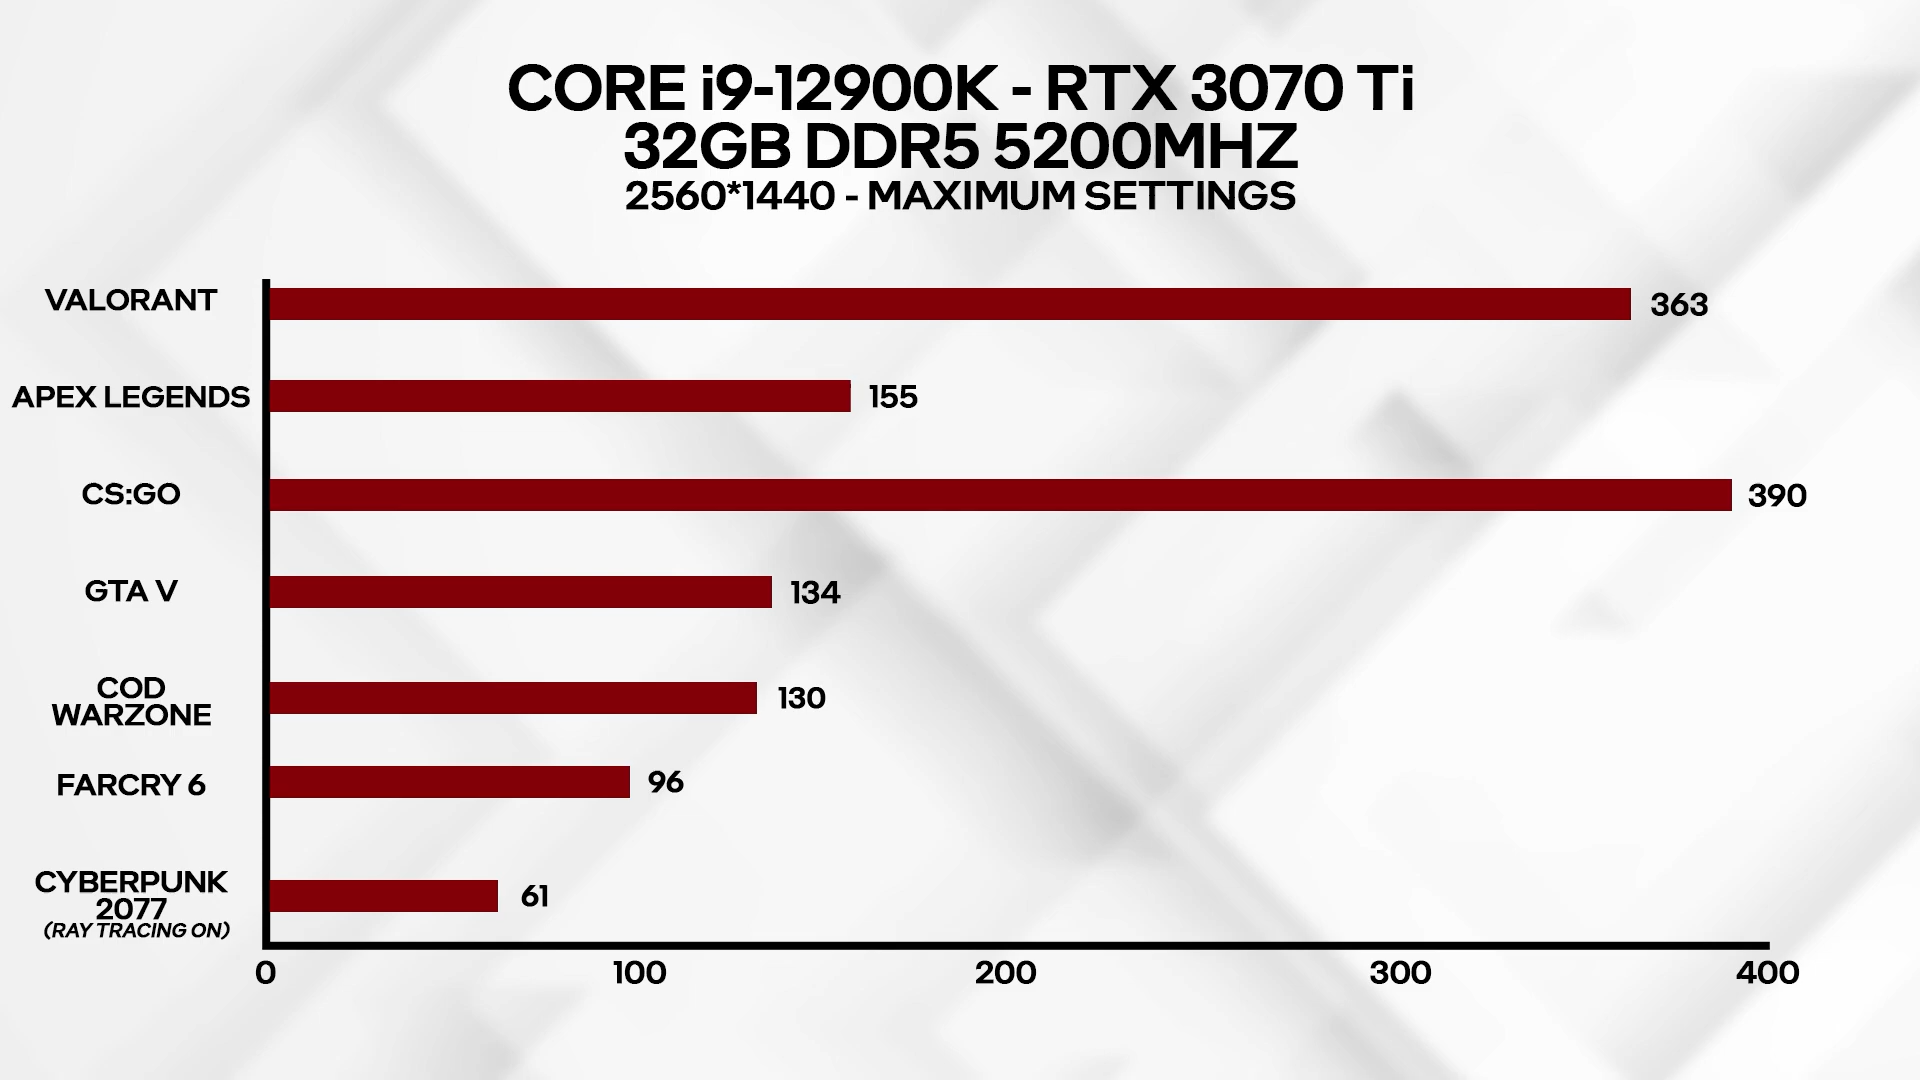 CORE i9-12900K - RTX 3070 Ti
32GB DDR5 5200MHZ
2560*1440 - MAXIMUM SETTINGS
VALORANT
363
APEX LEGENDS
155
CS:GO
390
GTA V
134
COD
WARZONE
130
FARCRY 6
96
CYBERPUNK
2077
(RAY TRACING ON)
61
0 100 200 300 400